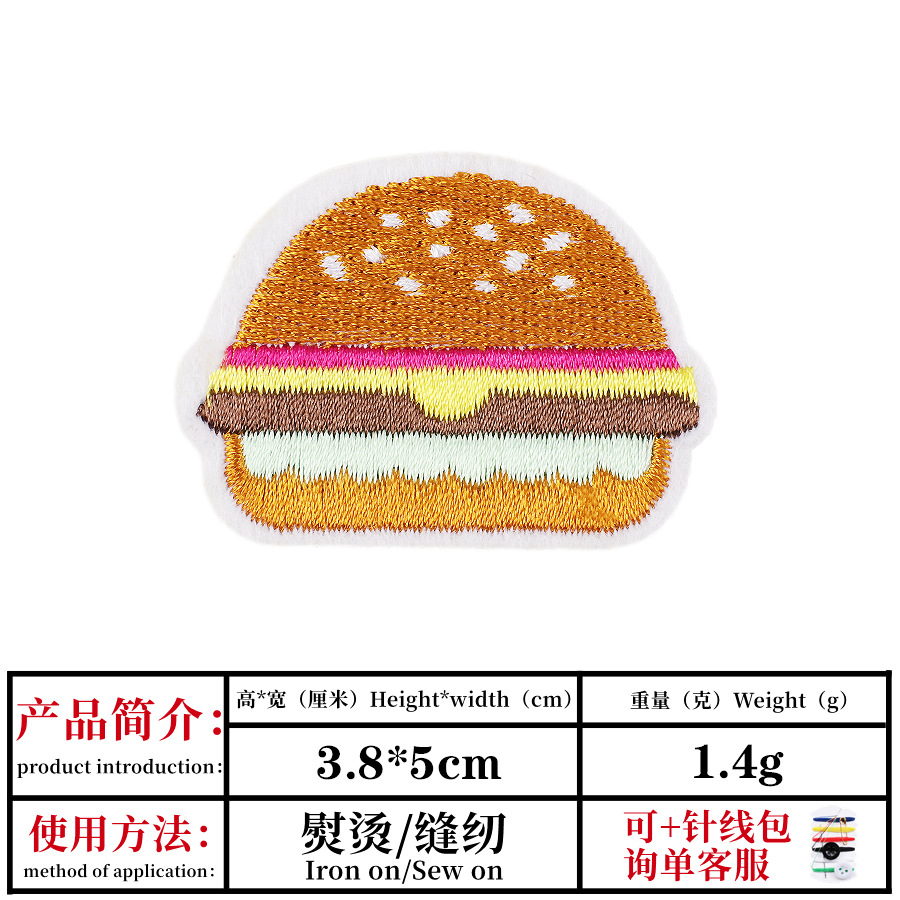 产品简介：
product introduction:
高*宽（厘米）Height*width（cm）
重量（克）Weight（g）
3.8*5cm
1.4g
使用方法：
method of application:
熨烫/缝纫
Iron on/Sew on
可+针线包
询单客服